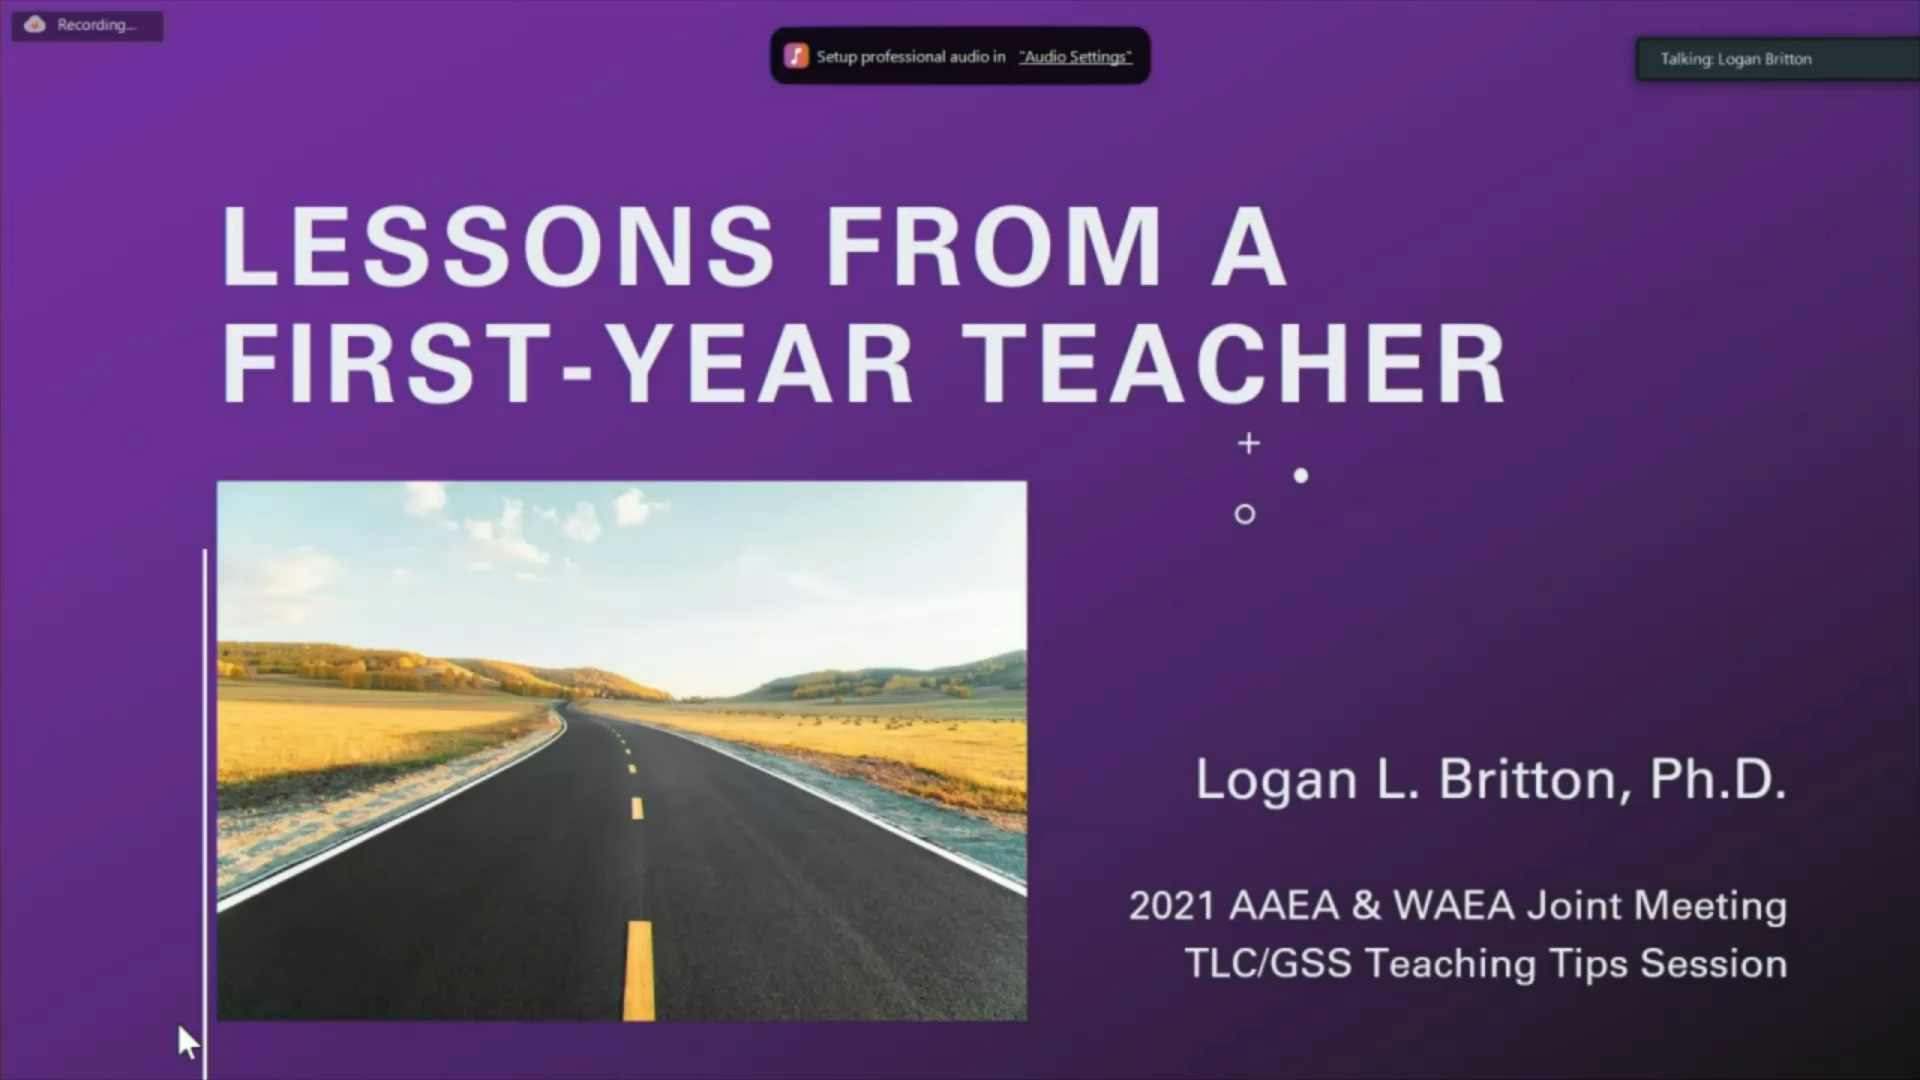 Recording...
Setup professional audio in "Audio Settings"
Talking: Logan Britton
LESSONS FROM A
FIRST-YEAR TEACHER
Logan L. Britton, Ph.D.
2021 AAEA & WAEA Joint Meeting
TLC/GSS Teaching Tips Session